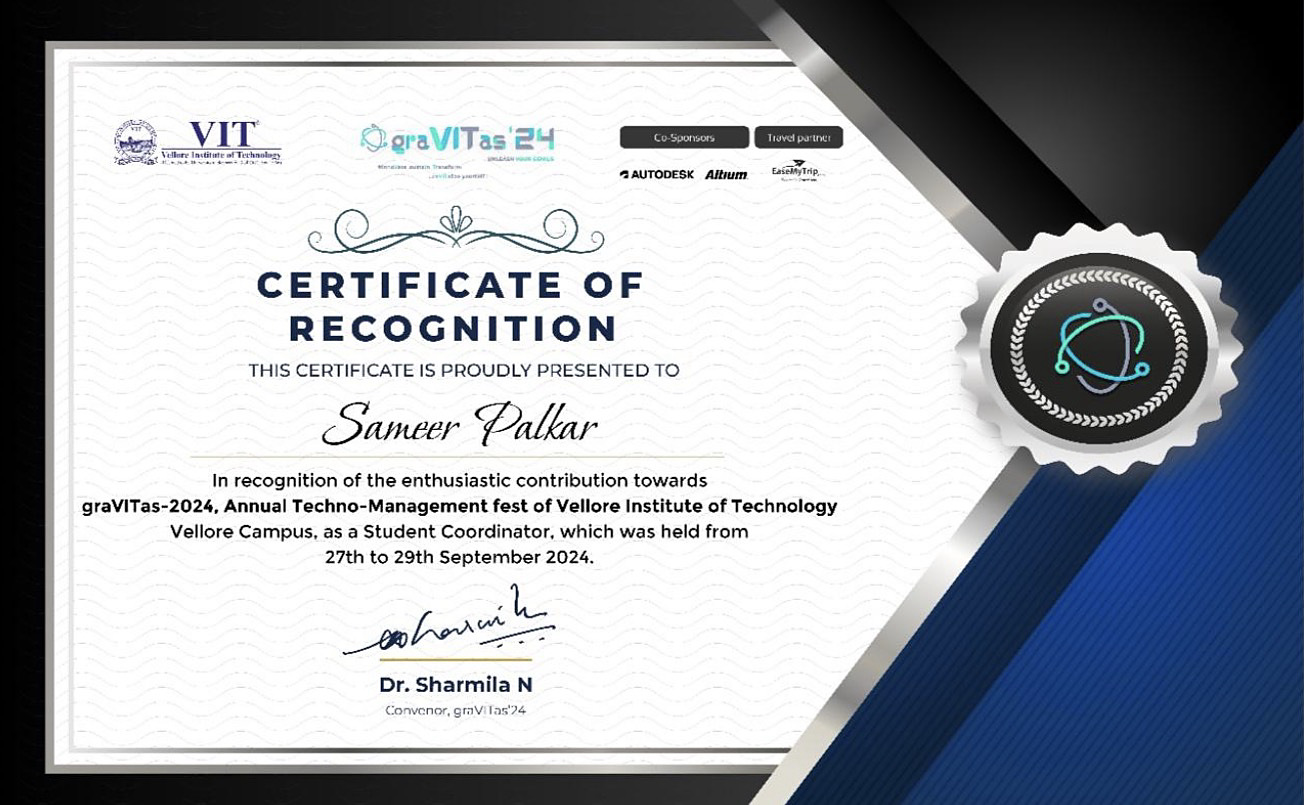 VIT
Vellore Institute of Technology
graVITas'24
UNLEASH YOUR GENIUS
Co-Sponsors
Travel partner
AUTODESK Altium
EaseMyTrip
CERTIFICATE OF
RECOGNITION
THIS CERTIFICATE IS PROUDLY PRESENTED TO
Sameer Palkar
In recognition of the enthusiastic contribution towards
graVITas-2024, Annual Techno-Management fest of Vellore Institute of Technology
Vellore Campus, as a Student Coordinator, which was held from
27th to 29th September 2024.
Dr. Sharmila N
Convenor, graVITas'24